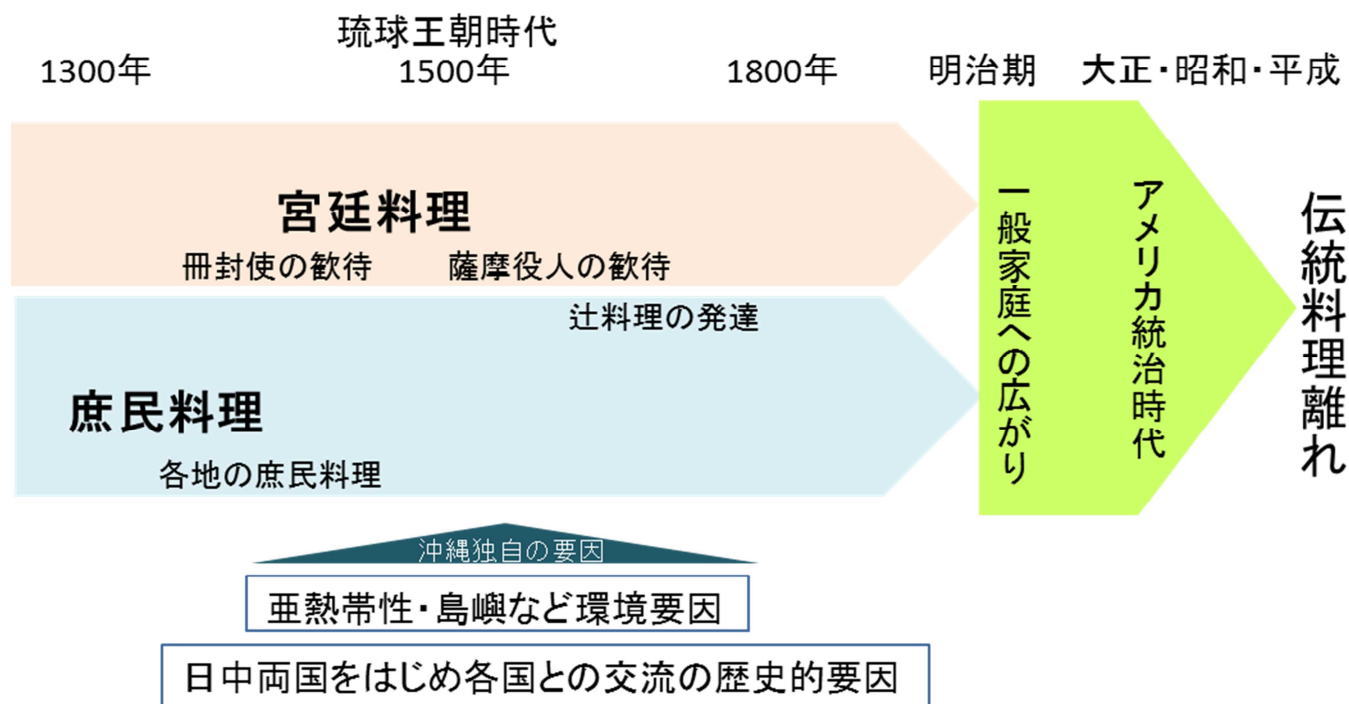 琉球王朝時代
1300年 1500年 1800年 明治期 大正・昭和・平成
宮廷料理
冊封使の歓待 薩摩役人の歓待
辻料理の発達
庶民料理
各地の庶民料理
一般家庭への広がり
アメリカ統治時代
伝統料理離れ
沖縄独自の要因
亜熱帯性・島嶼など環境要因
日中両国をはじめ各国との交流の歴史的要因